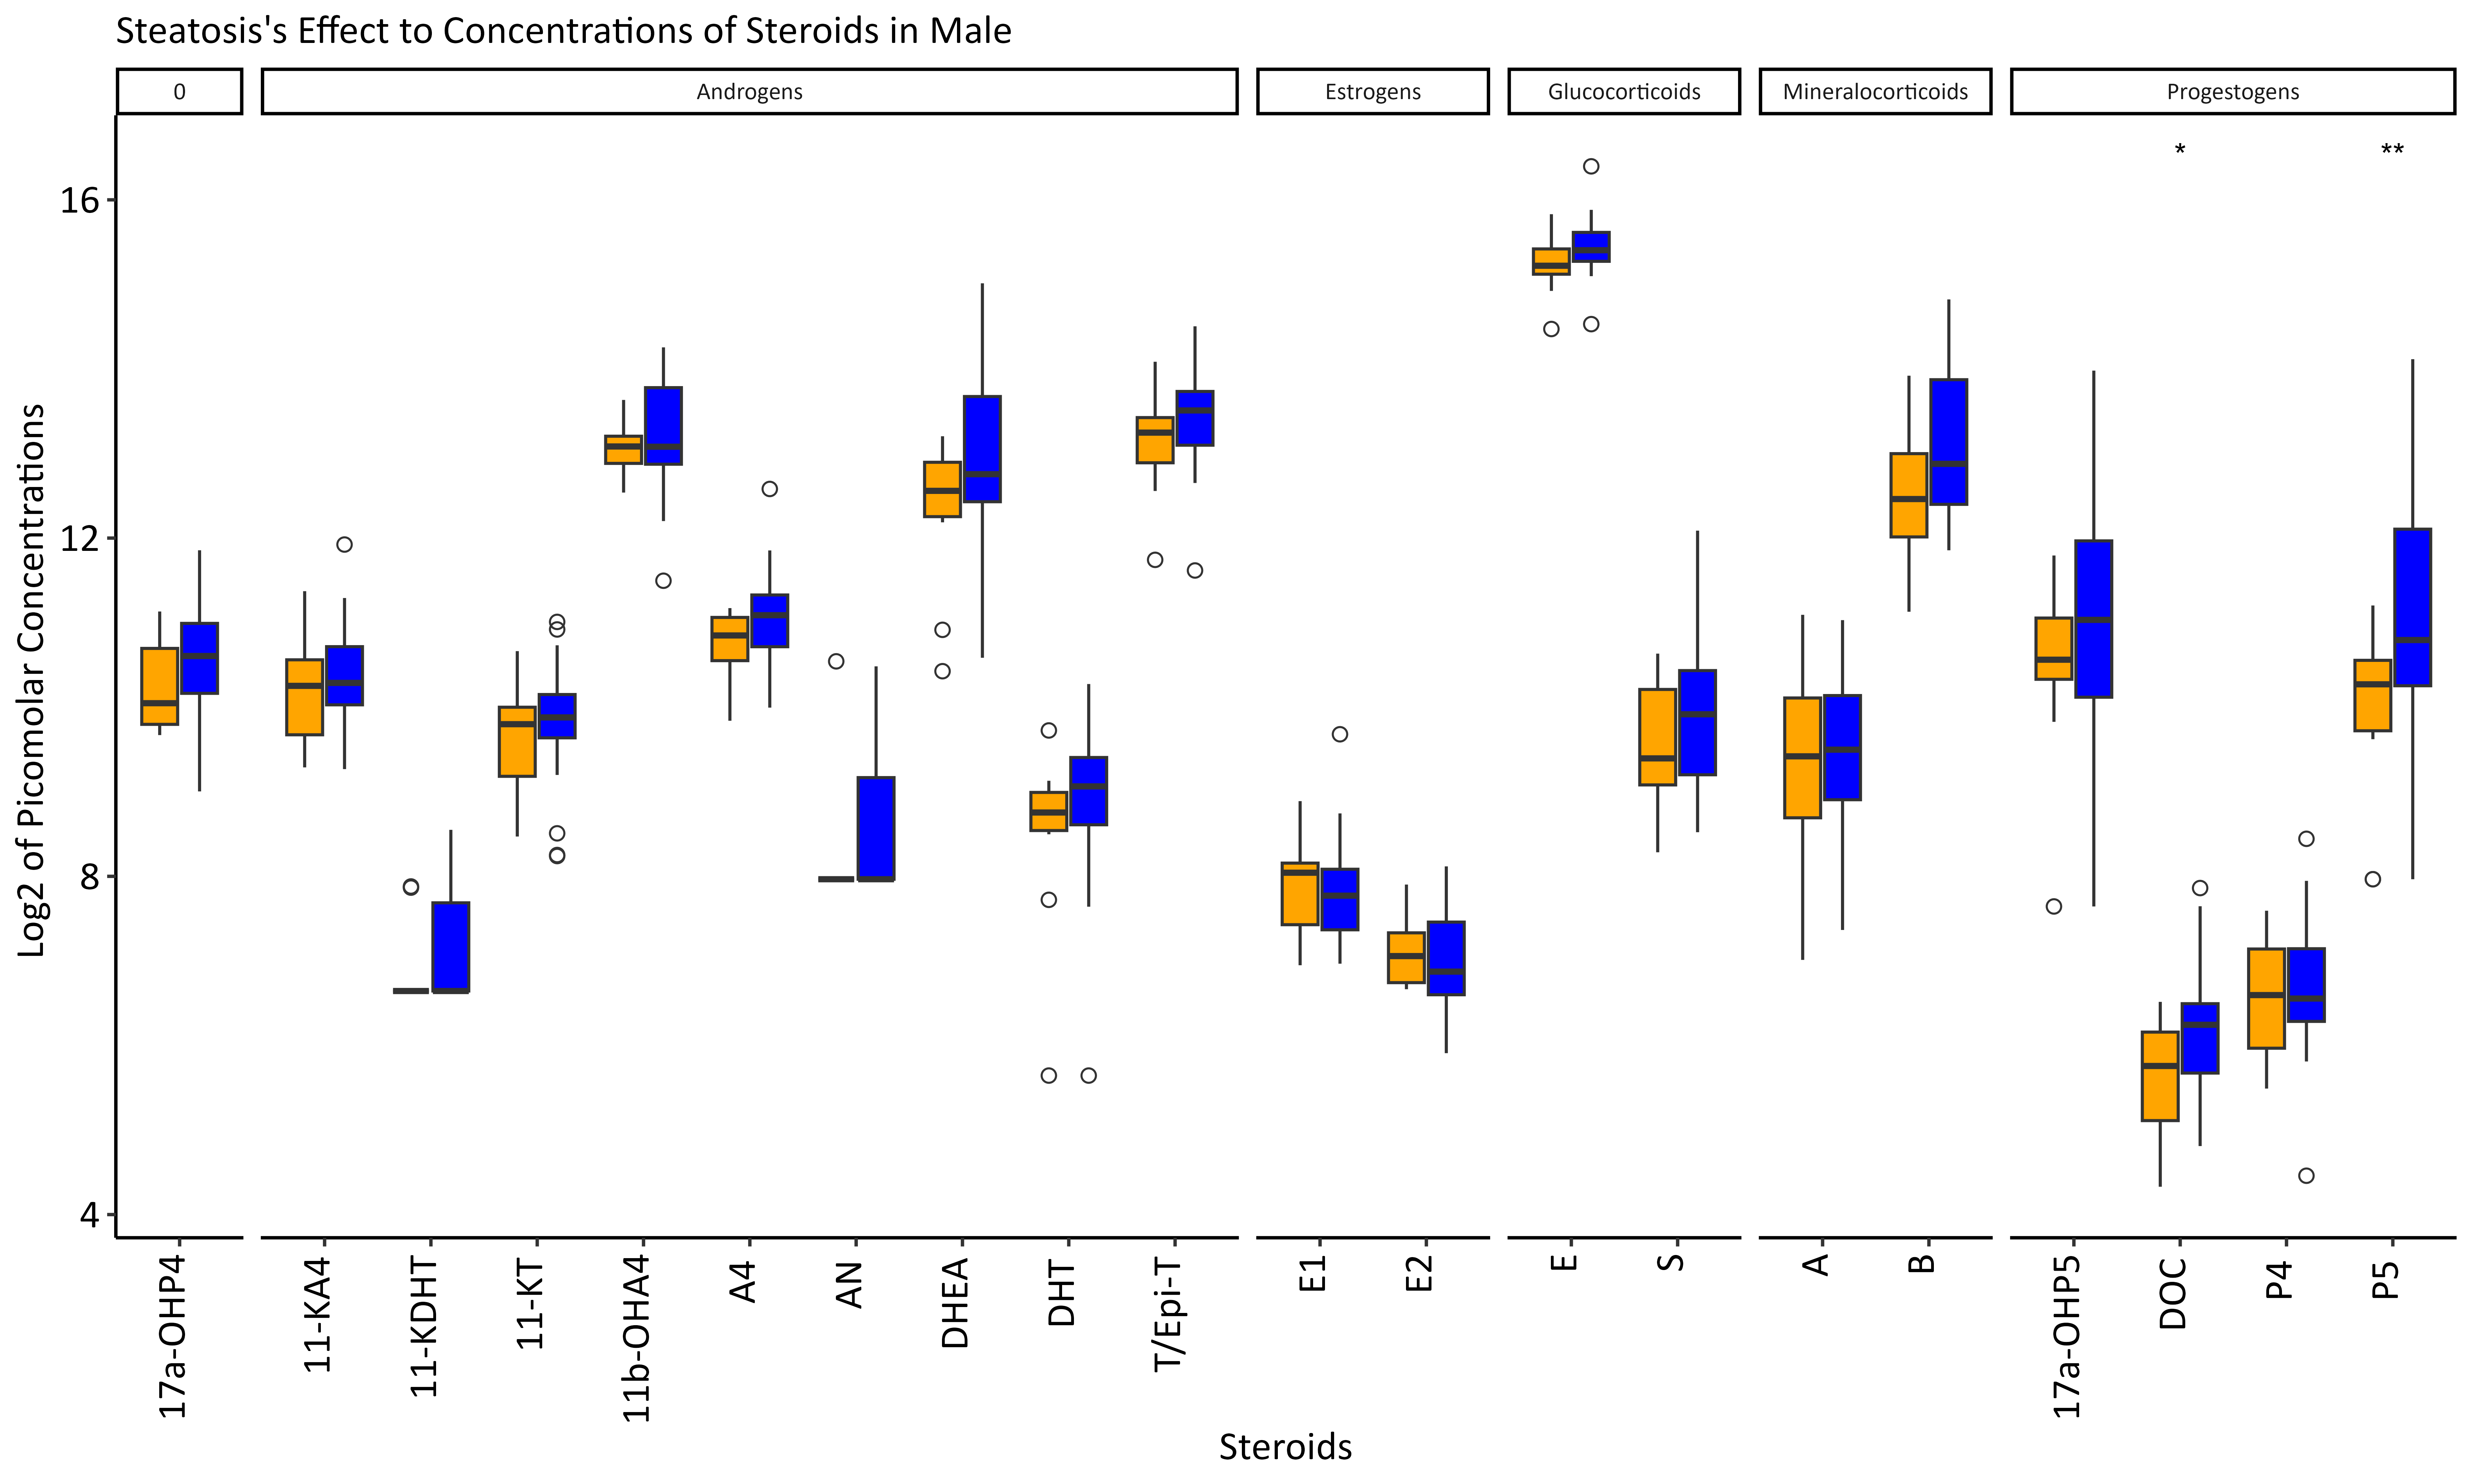 Steatosis's Effect to Concentrations of Steroids in Male
0 Androgens Estrogens Glucocorticoids Mineralocorticoids Progestogens
* **
16
12
8
4
Log2 of Picomolar Concentrations
17a-OHP4 11-KA4 11-KDHT 11-KT 11b-OHA4 A4 AN DHEA DHT T/Epi-T E1 E2 E S A B 17a-OHP5 DOC P4 P5
Steroids